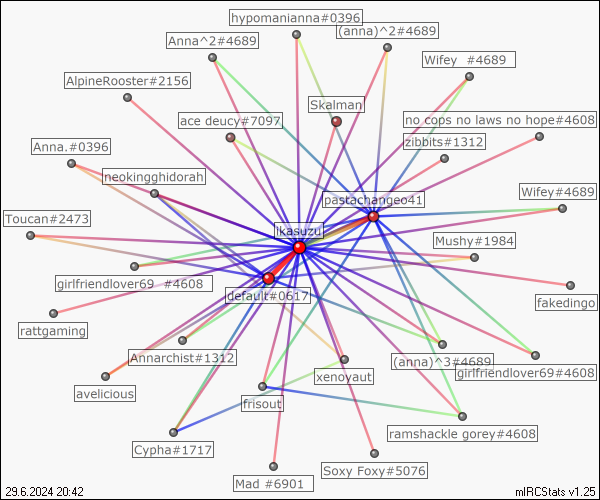 hypomanianna#0396
(anna)^2#4689
Anna^2#4689
Wifey #4689
AlpineRooster#2156
Skalman
ace deucy#7097
no cops no laws no hope#4608
zibbits#1312
Anna.#0396
neokingghidorah
pastachangeo41
Wifey#4689
Toucan#2473
ikasuzu
Mushy#1984
girlfriendlover69 #4608
default#0617
fakedingo
rattgaming
Annarchist#1312
(anna)^3#4689
xenoyaut
girlfriendlover69#4608
avelicious
frisout
ramshackle gorey#4608
Cypha#1717
Soxy Foxy#5076
Mad #6901
29.6.2024 20:42
mIRCStats v1.25